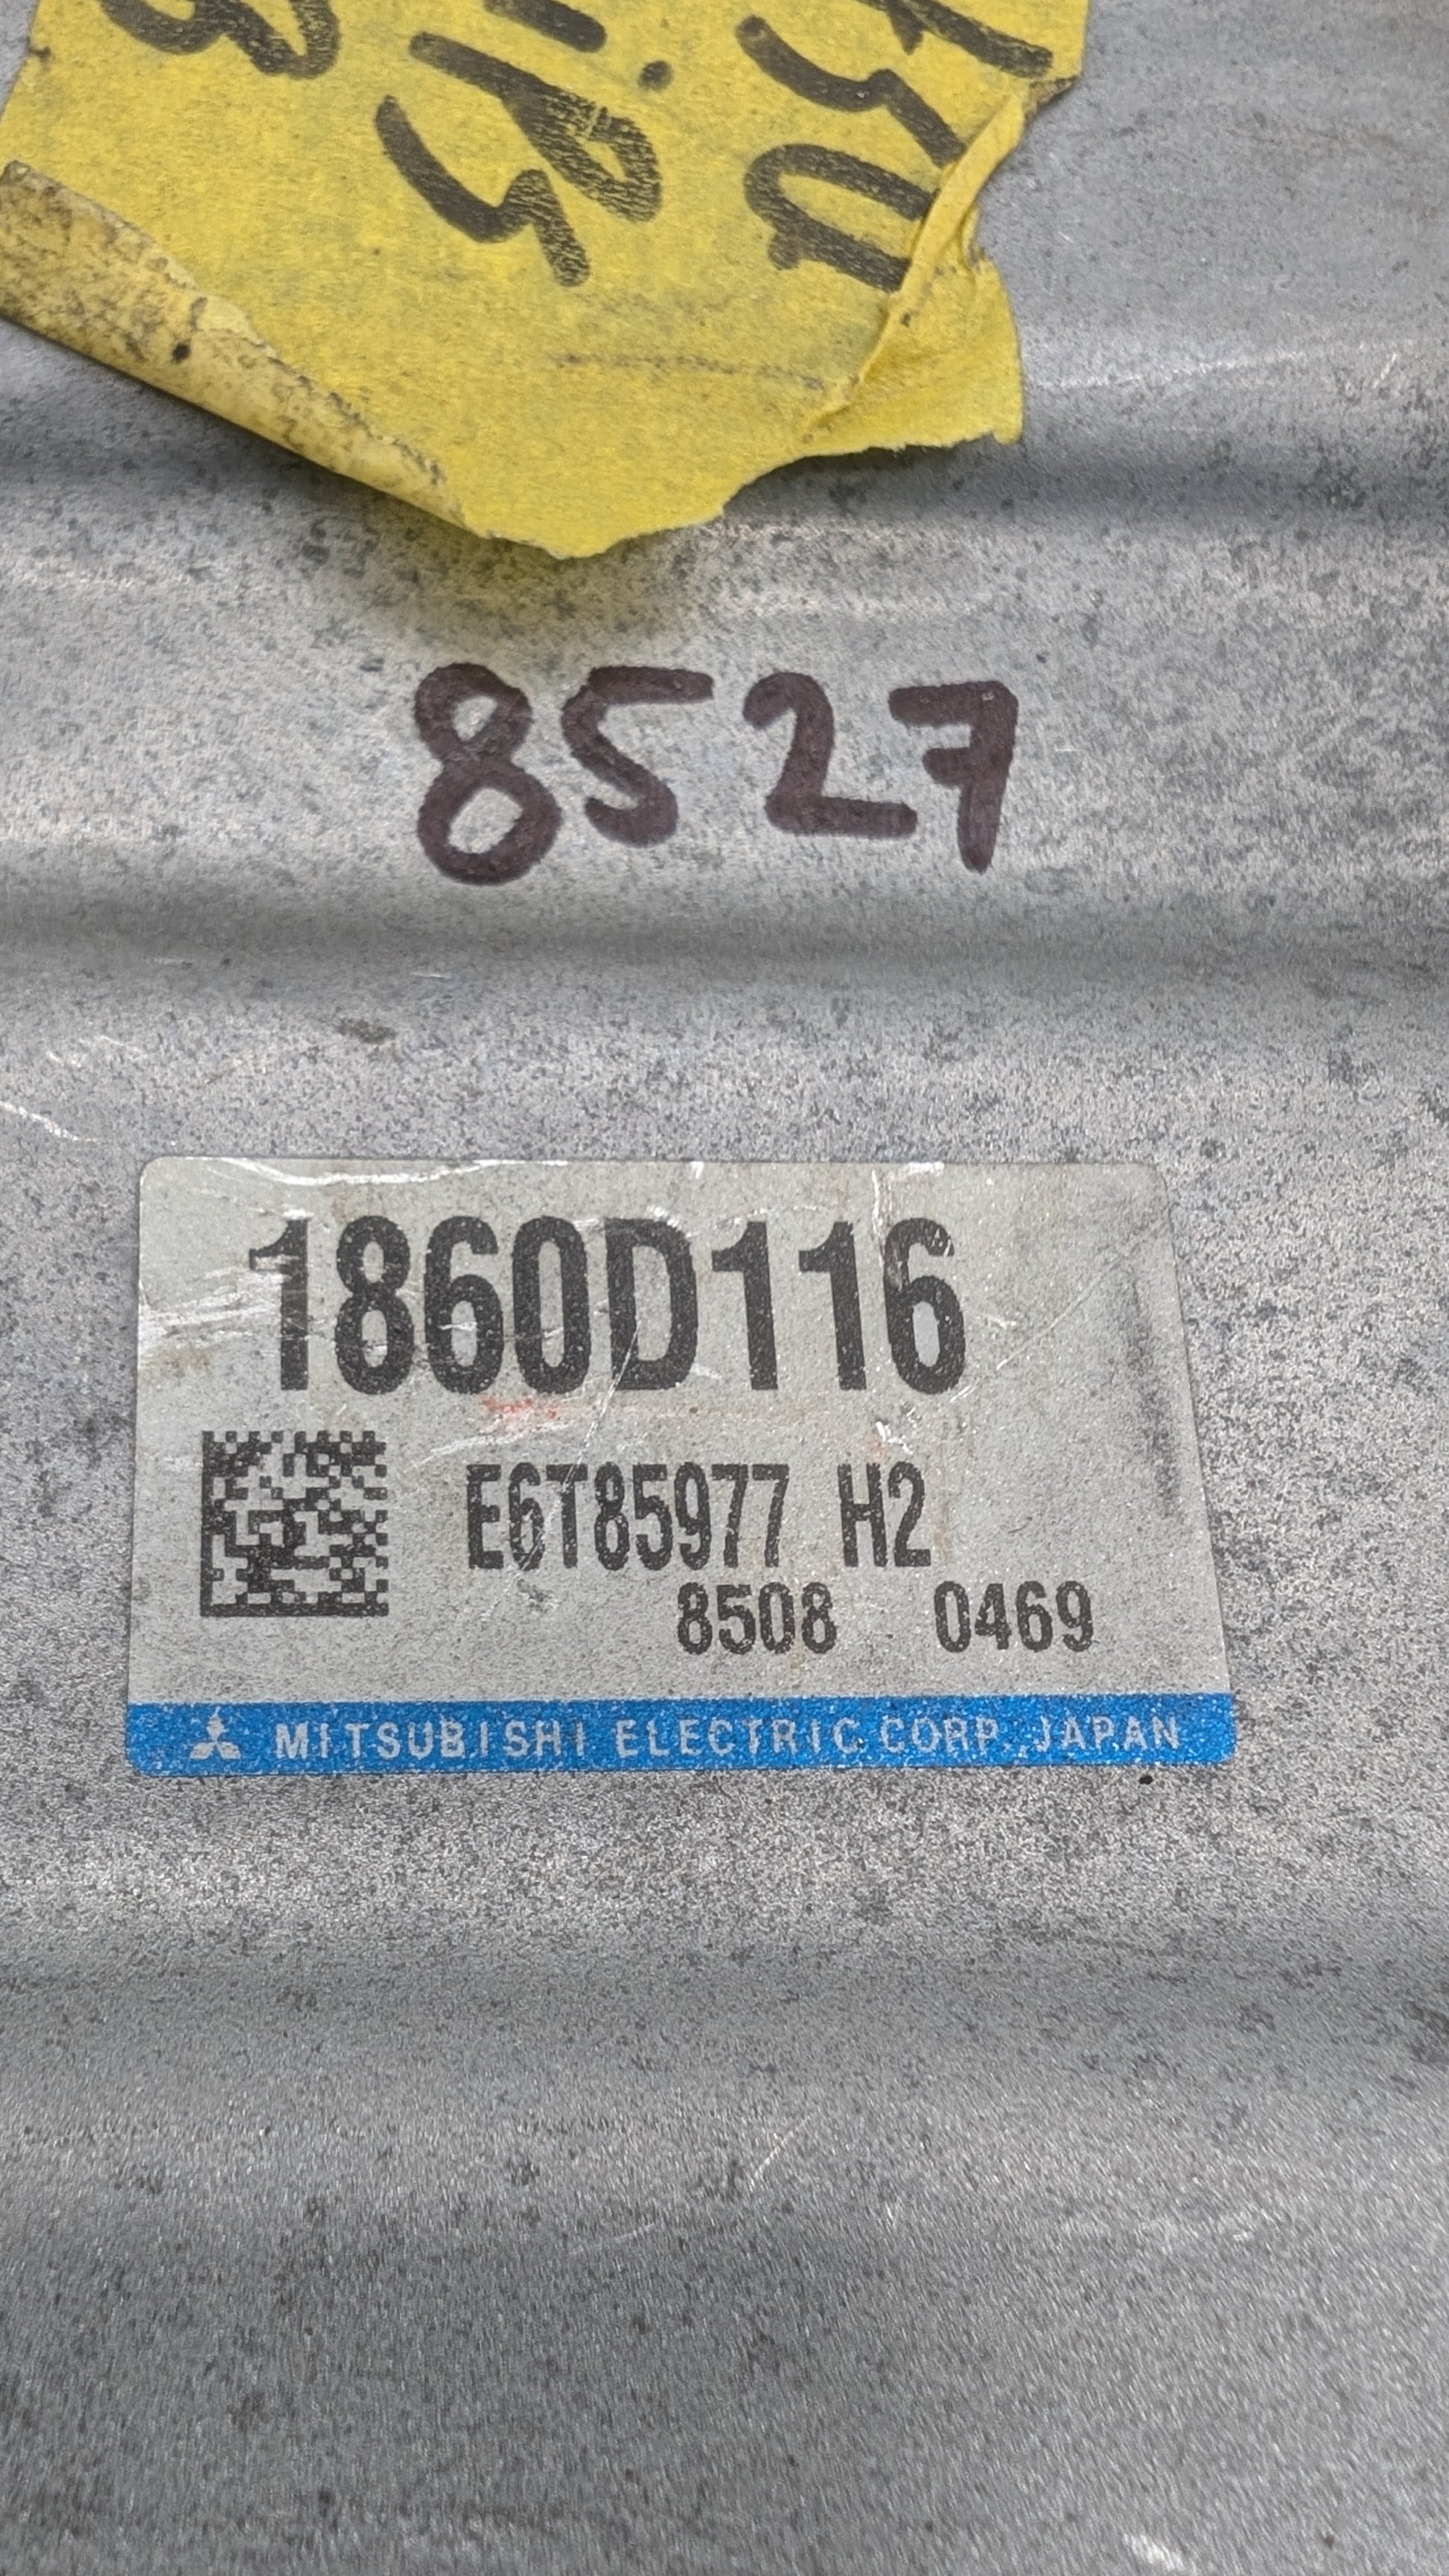 8527
1860D116
E6T85977 H2
8508 0469
MITSUBISHI ELECTRIC CORP. JAPAN